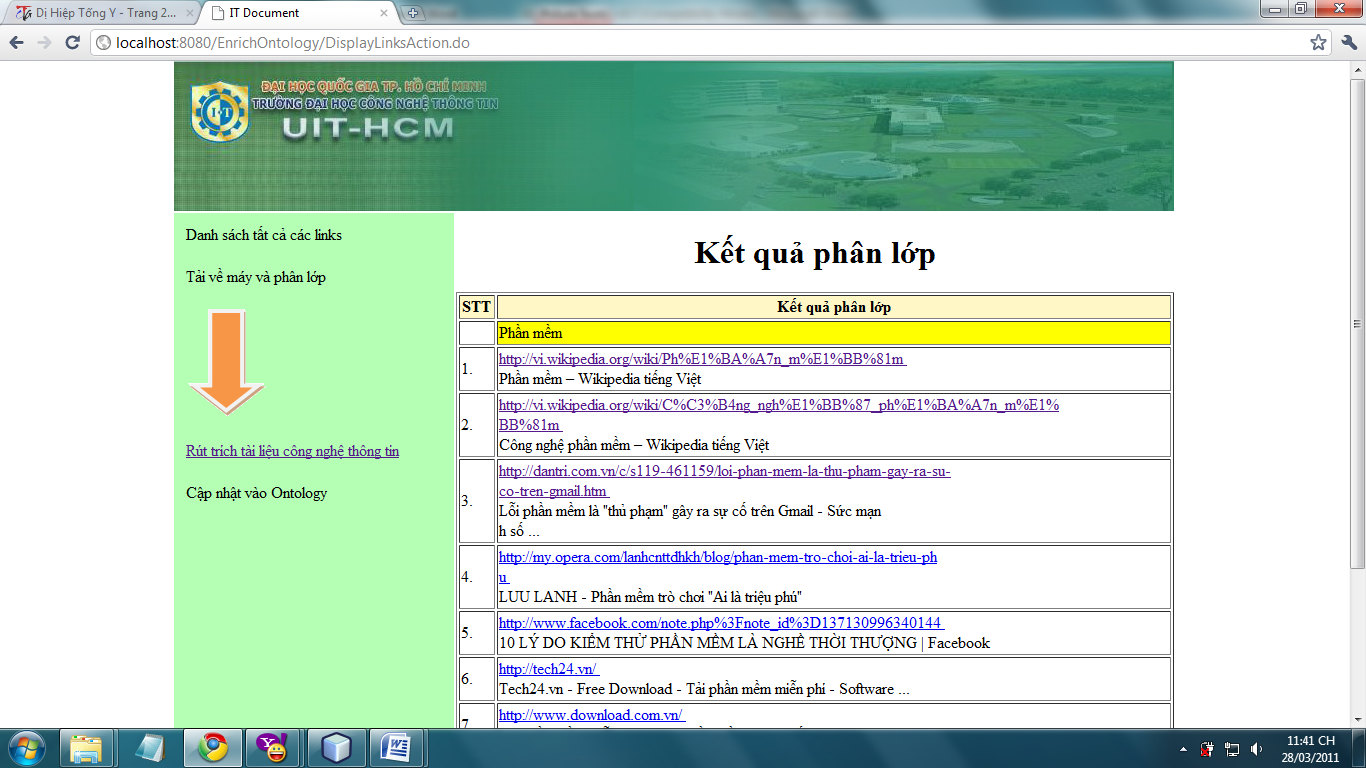 Dị Hiệp Tống Y - Trang 2...
IT Document
localhost:8080/EnrichOntology/DisplayLinksAction.do
ĐẠI HỌC QUỐC GIA TP. HỒ CHÍ MINH
TRƯỜNG ĐẠI HỌC CÔNG NGHỆ THÔNG TIN
UIT-HCM
Danh sách tất cả các links
Tải về máy và phân lớp
Rút trích tài liệu công nghệ thông tin
Cập nhật vào Ontology
Kết quả phân lớp
STT Kết quả phân lớp
Phần mềm
1. http://vi.wikipedia.org/wiki/Ph%E1%BA%A7n_m%E1%BB%81m
Phần mềm – Wikipedia tiếng Việt
2. http://vi.wikipedia.org/wiki/C%C3%B4ng_ngh%E1%BB%87_ph%E1%BA%A7n_m%E1%
BB%81m
Công nghệ phần mềm – Wikipedia tiếng Việt
3. http://dantri.com.vn/c/s119-461159/loi-phan-mem-la-thu-pham-gay-ra-su-
co-tren-gmail.htm
Lỗi phần mềm là "thủ phạm" gây ra sự cố trên Gmail - Sức mạn
h số ...
4. http://my.opera.com/lanhcnttdhkh/blog/phan-mem-tro-choi-ai-la-trieu-ph
u
LUU LANH - Phần mềm trò chơi "Ai là triệu phú"
5. http://www.facebook.com/note.php%3Fnote_id%3D137130996340144
10 LÝ DO KIỂM THỬ PHẦN MỀM LÀ NGHỀ THỜI THƯỢNG | Facebook
6. http://tech24.vn/
Tech24.vn - Free Download - Tải phần mềm miễn phí - Software ...
7 http://www.download.com.vn/
11:41 CH
28/03/2011